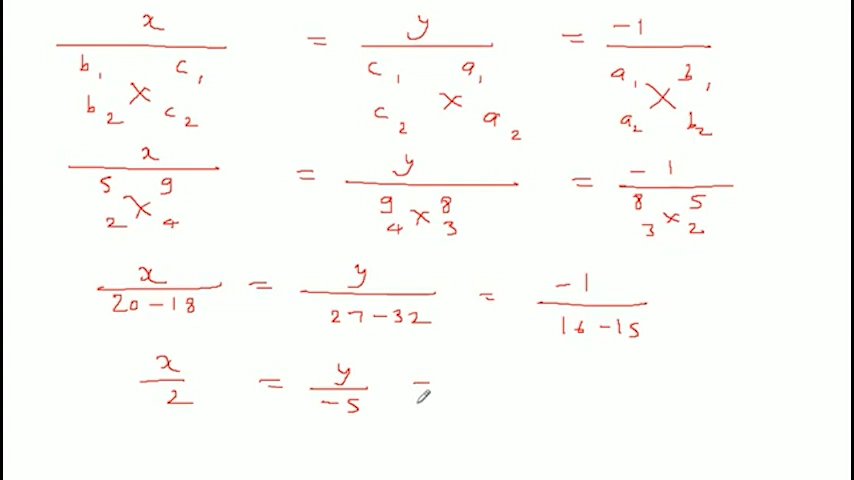 x = y = -1
b₁ c₁ c₁ a₁ a₁ b₁
b₂ × c₂ c₂ × a₂ a₂ × b₂
x = y = -1
5 9 9 8 8 5
2 × 4 4 × 3 3 × 2
x = y = -1
20-18 27-32 16-15
x = y =
2 -5